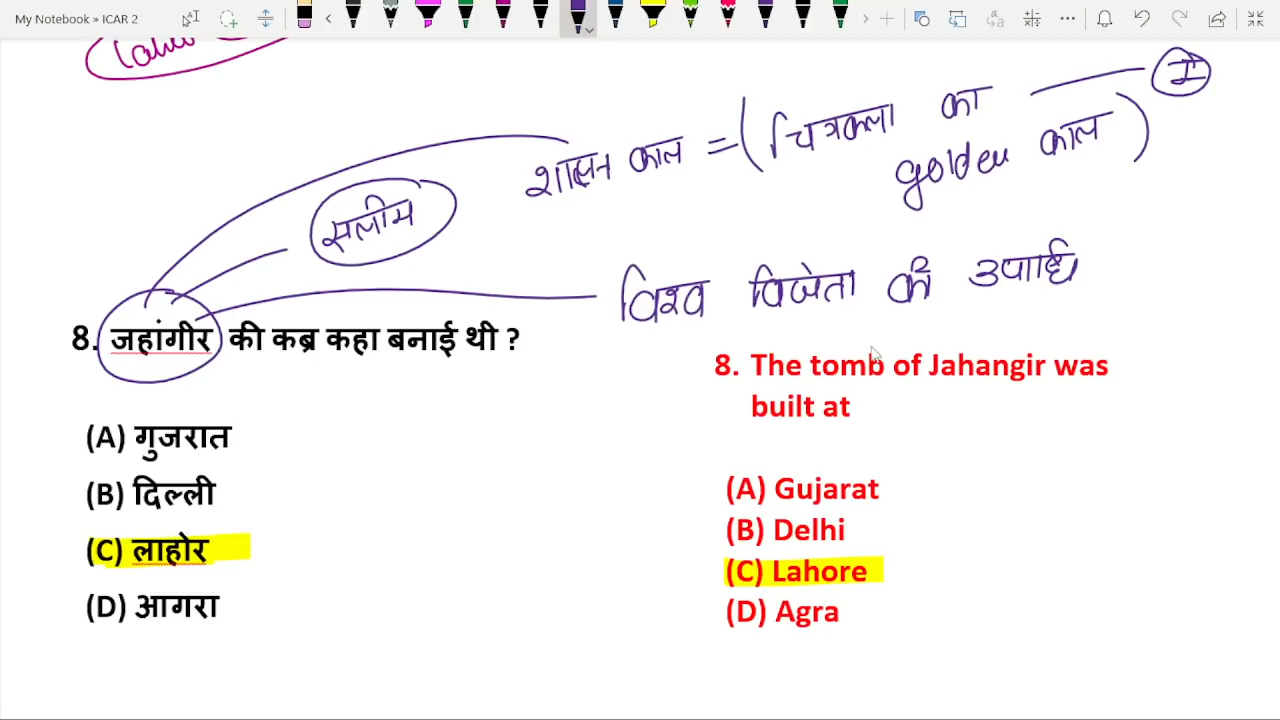 My Notebook » ICAR 2
शासन काल = (चित्रकला का I
golden काल)
सलीम
विश्व विजेता की उपाधि
8. जहांगीर की कब्र कहा बनाई थी ?
(A) गुजरात
(B) दिल्ली
(C) लाहोर
(D) आगरा
8. The tomb of Jahangir was
built at
(A) Gujarat
(B) Delhi
(C) Lahore
(D) Agra